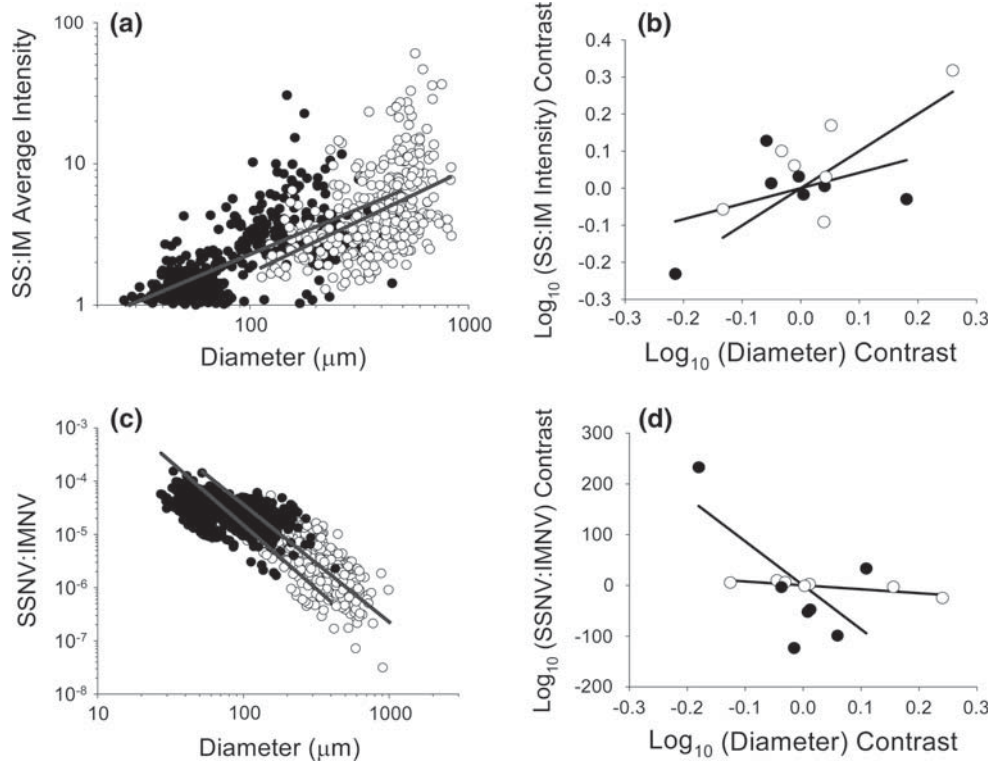 (a)
SS:IM Average Intensity
100
10
1
100
1000
Diameter (μm)
(b)
Log₁₀ (SS:IM Intensity) Contrast
0.4
0.3
0.2
0.1
0.0
-0.1
-0.2
-0.3
-0.3 -0.2 -0.1 0.0 0.1 0.2 0.3
Log₁₀ (Diameter) Contrast
(c)
SSNV:IMNV
10⁻³
10⁻⁴
10⁻⁵
10⁻⁶
10⁻⁷
10⁻⁸
10 100 1000
Diameter (μm)
(d)
Log₁₀ (SSNV:IMNV) Contrast
300
200
100
0
-100
-200
-0.3 -0.2 -0.1 0.0 0.1 0.2 0.3
Log₁₀ (Diameter) Contrast